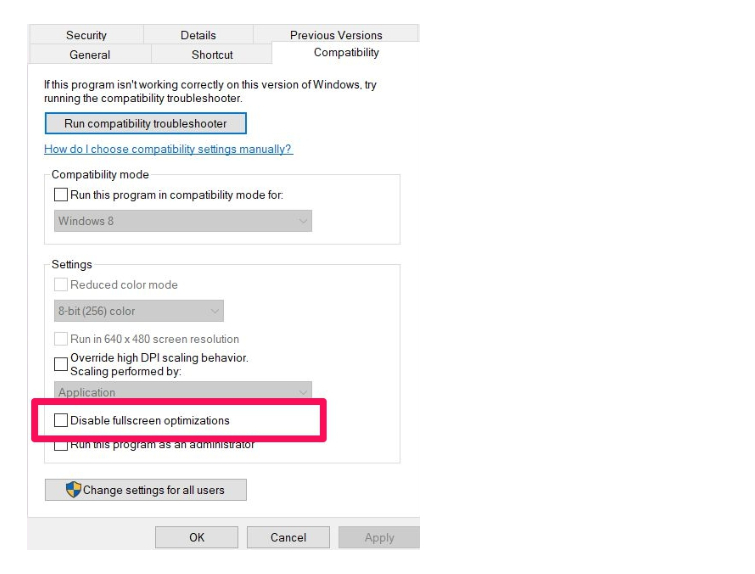 Security Details Previous Versions
General Shortcut Compatibility
If this program isn't working correctly on this version of Windows, try
running the compatibility troubleshooter.
Run compatibility troubleshooter
How do I choose compatibility settings manually?
Compatibility mode
Run this program in compatibility mode for:
Windows 8
Settings
Reduced color mode
8-bit (256) color
Run in 640 x 480 screen resolution
Override high DPI scaling behavior.
Scaling performed by:
Application
Disable fullscreen optimizations
Run this program as an administrator
Change settings for all users
OK Cancel Apply